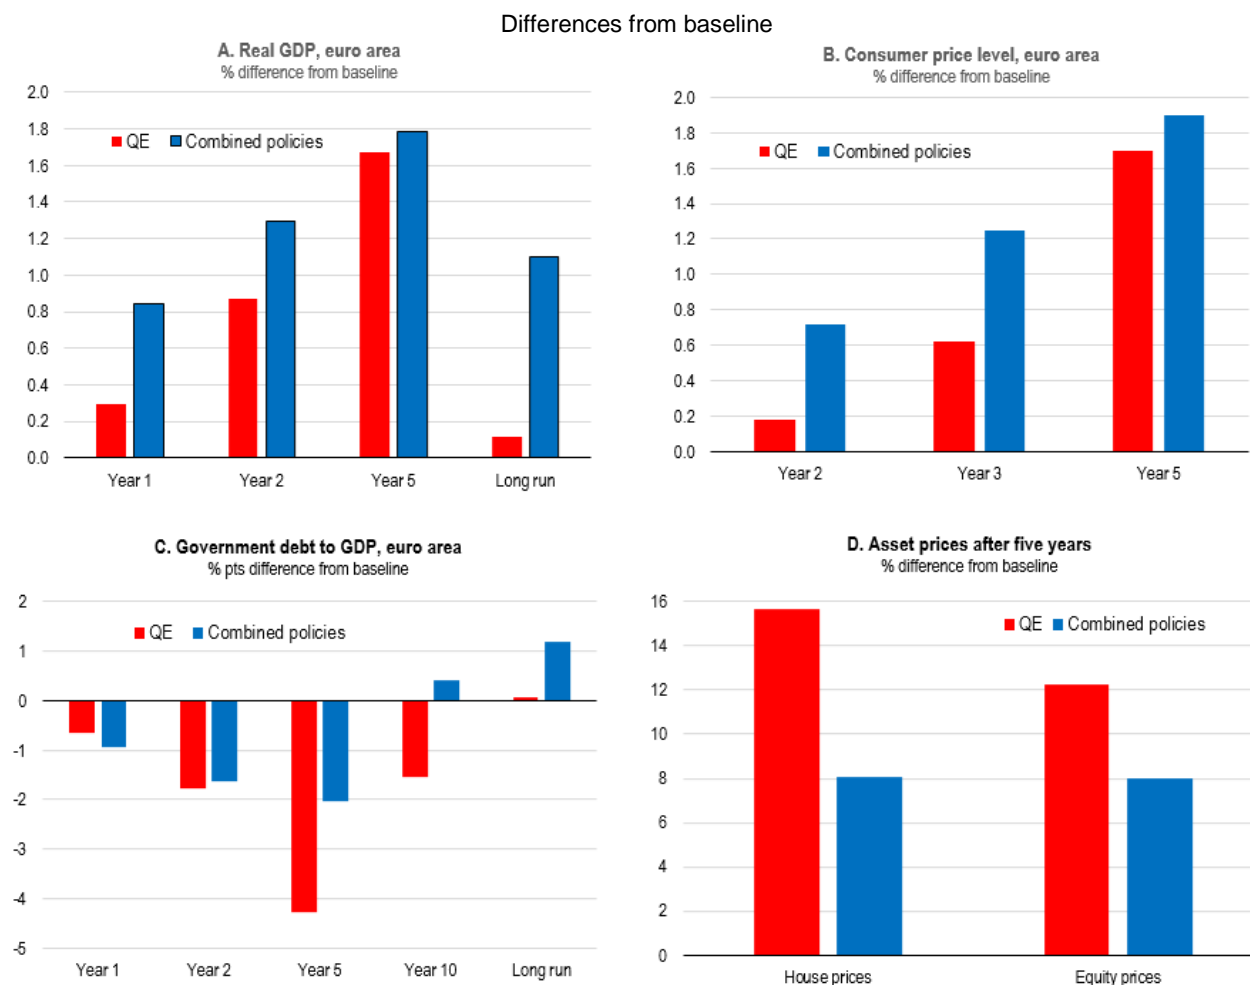 Differences from baseline
A. Real GDP, euro area
% difference from baseline
2.0
1.8
1.6
1.4
1.2
1.0
0.8
0.6
0.4
0.2
0.0
QE
Combined policies
Year 1
Year 2
Year 5
Long run
B. Consumer price level, euro area
% difference from baseline
2.0
1.8
1.6
1.4
1.2
1.0
0.8
0.6
0.4
0.2
0.0
QE
Combined policies
Year 2
Year 3
Year 5
C. Government debt to GDP, euro area
% pts difference from baseline
2
1
0
-1
-2
-3
-4
-5
QE
Combined policies
Year 1
Year 2
Year 5
Year 10
Long run
D. Asset prices after five years
% difference from baseline
16
14
12
10
8
6
4
2
0
QE
Combined policies
House prices
Equity prices